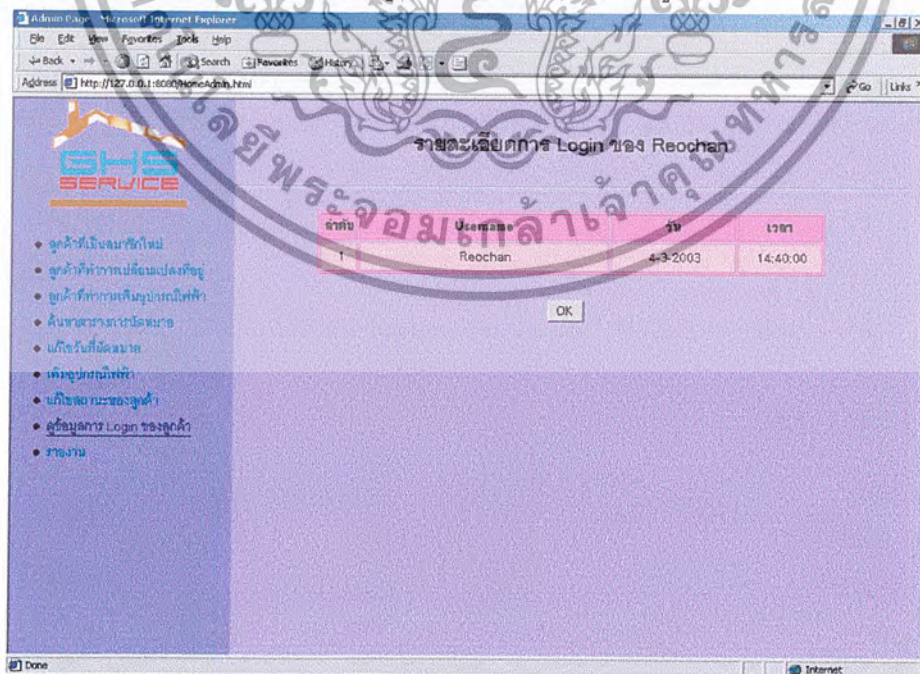 Admin Page - Microsoft Internet Explorer
File Edit View Favorites Tools Help
Back Search Favorites History
Address http://127.0.0.1:8080/HomeAdmin.html Go Links
GHS
SERVICE
รายละเอียดการ Login ของ Reochan
ลำดับ Username วัน เวลา
1 Reochan 4-3-2003 14:40:00
OK
ลูกค้าที่เป็นสมาชิกใหม่
ลูกค้าที่ทำการเปลี่ยนแปลงที่อยู่
ลูกค้าที่ทำการเพิ่มอุปกรณ์ไฟฟ้า
ค้นหาตารางการนัดหมาย
แก้ไขวันที่นัดหมาย
เพิ่มอุปกรณ์ไฟฟ้า
แก้ไขสถานะของลูกค้า
ดูข้อมูลการ Login ของลูกค้า
รายงาน
Done Internet